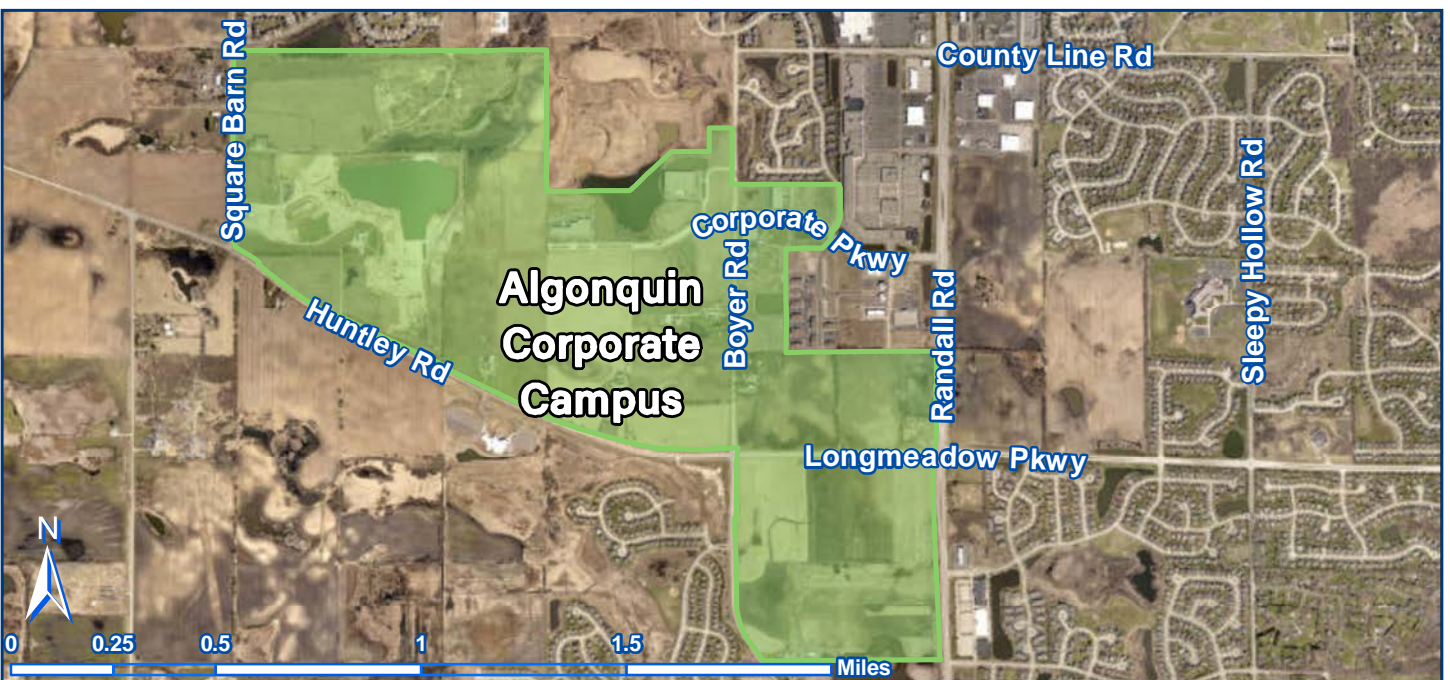 County Line Rd
Square Barn Rd
Sleepy Hollow Rd
Corporate Pkwy
Boyer Rd
Randall Rd
Huntley Rd
Algonquin
Corporate
Campus
Longmeadow Pkwy
N
0 0.25 0.5 1 1.5
Miles